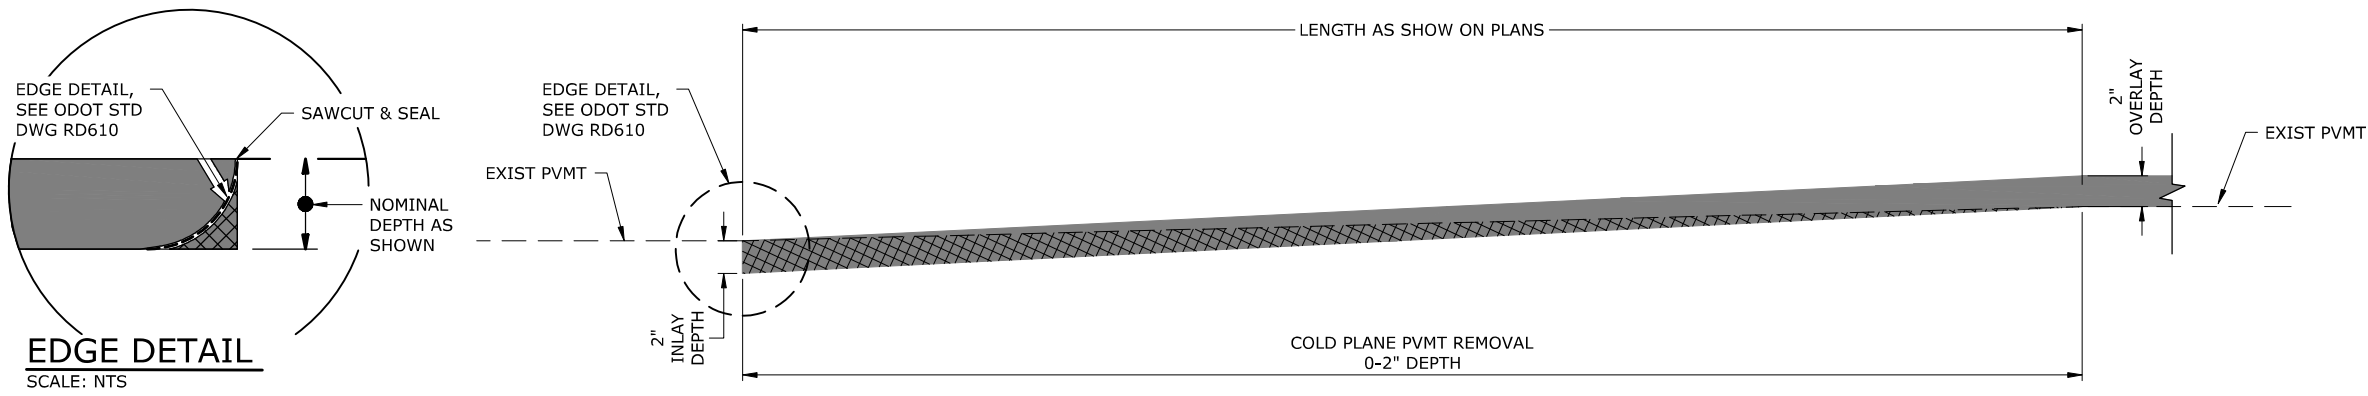 EDGE DETAIL,
SEE ODOT STD
DWG RD610
SAWCUT & SEAL
NOMINAL
DEPTH AS
SHOWN
EDGE DETAIL
SCALE: NTS
EDGE DETAIL,
SEE ODOT STD
DWG RD610
EXIST PVMT
2"
INLAY
DEPTH
LENGTH AS SHOW ON PLANS
COLD PLANE PVMT REMOVAL
0-2" DEPTH
2"
OVERLAY
DEPTH
EXIST PVMT